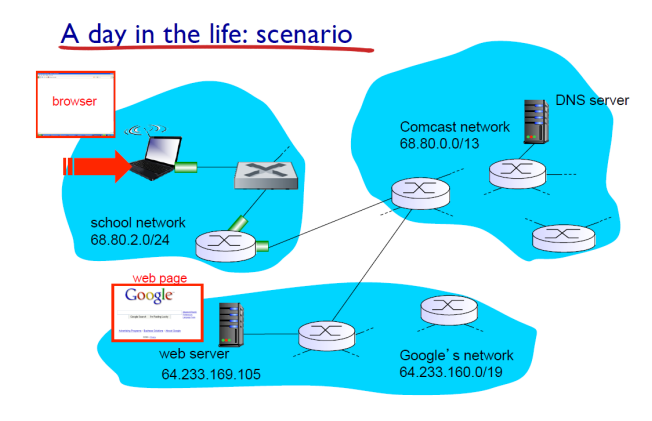 A day in the life: scenario
browser
DNS server
Comcast network
68.80.0.0/13
school network
68.80.2.0/24
web page
Google
web server
64.233.169.105
Google's network
64.233.160.0/19